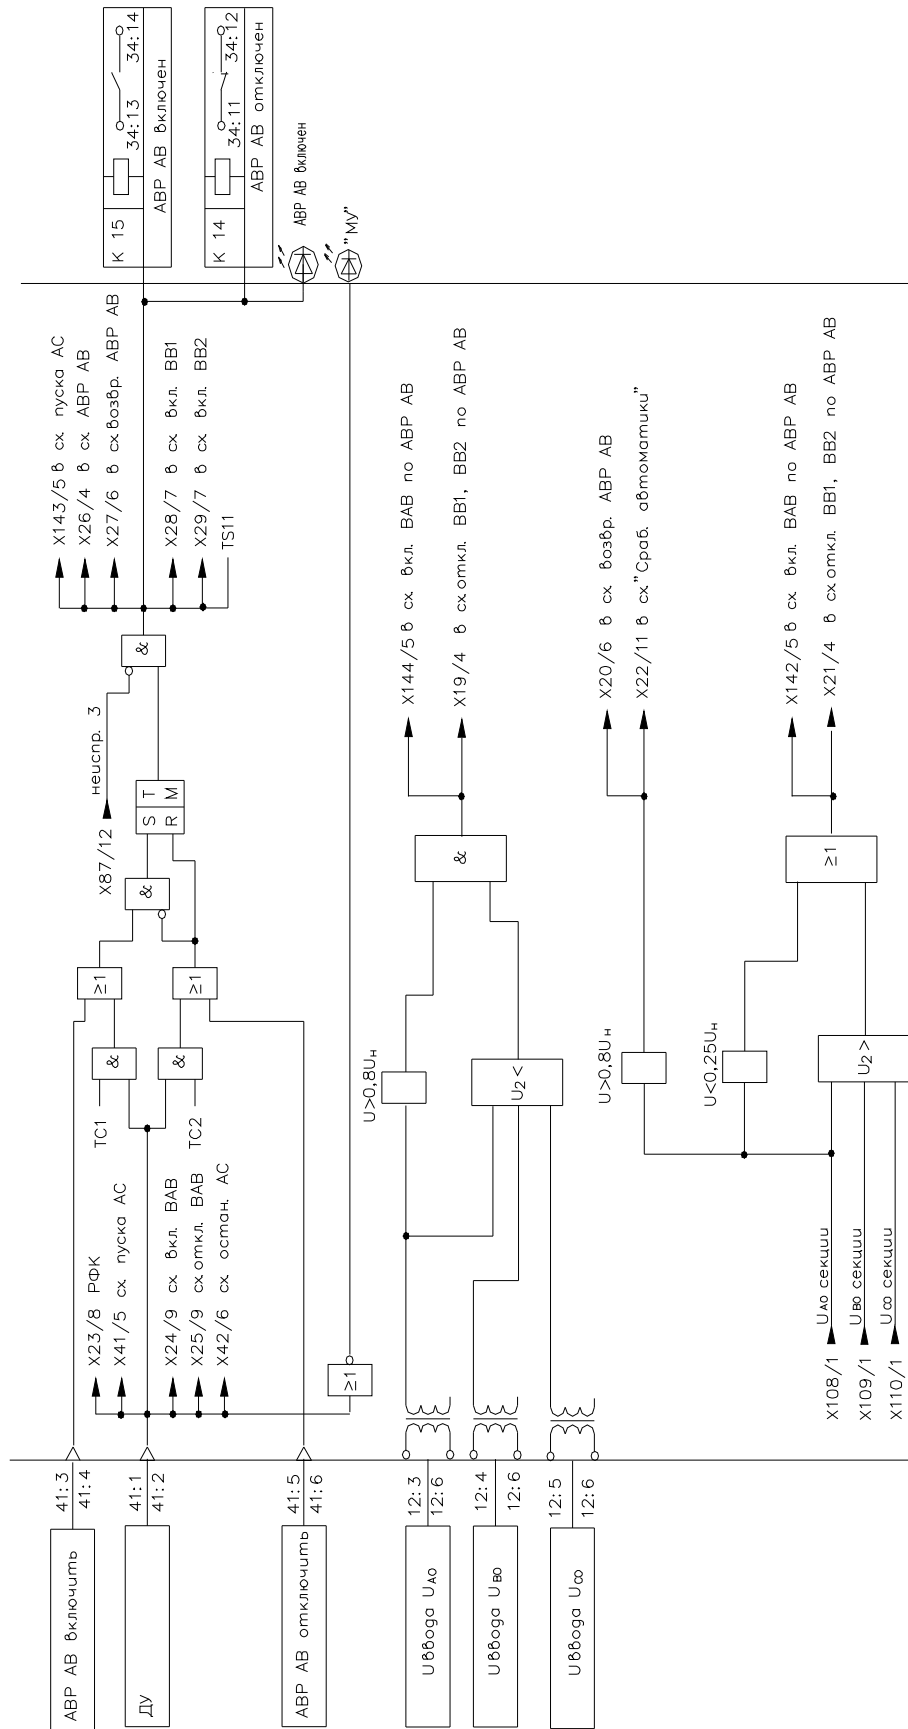 АВР АВ включить
41:3
41:4
ДУ
41:1
41:2
АВР АВ отключить
41:5
41:6
Uввода UАО
12:3
12:6
Uввода UВО
12:4
12:6
Uввода UСО
12:5
12:6
X23/8 РФК
X41/5 сх. пуска АС
X24/9 сх. вкл. ВАВ
X25/9 сх.откл. ВАВ
X42/6 сх. остан. АС
≥1
TC1
&
TC2
&
≥1
≥1
&
X87/12
неиспр. 3
S
T
R
M
&
X143/5 в сх. пуска АС
X26/4 в сх. АВР АВ
X27/6 в сх.возвр. АВР АВ
X28/7 в сх. вкл. ВВ1
X29/7 в сх. вкл. ВВ2
TS11
К 15
34:13
34:14
АВР АВ включен
К 14
34:11
34:12
АВР АВ отключен
АВР АВ включен
"МУ"
U>0,8Uн
U2<
&
X144/5 в сх. вкл. ВАВ по АВР АВ
X19/4 в сх.откл. ВВ1, ВВ2 по АВР АВ
U>0,8Uн
X20/6 в сх. возвр. АВР АВ
X22/11 в сх."Сраб. автоматики"
U<0,25Uн
U2>
≥1
X142/5 в сх. вкл. ВАВ по АВР АВ
X21/4 в сх.откл. ВВ1, ВВ2 по АВР АВ
X108/1
UАО секции
X109/1
UВО секции
X110/1
UСО секции